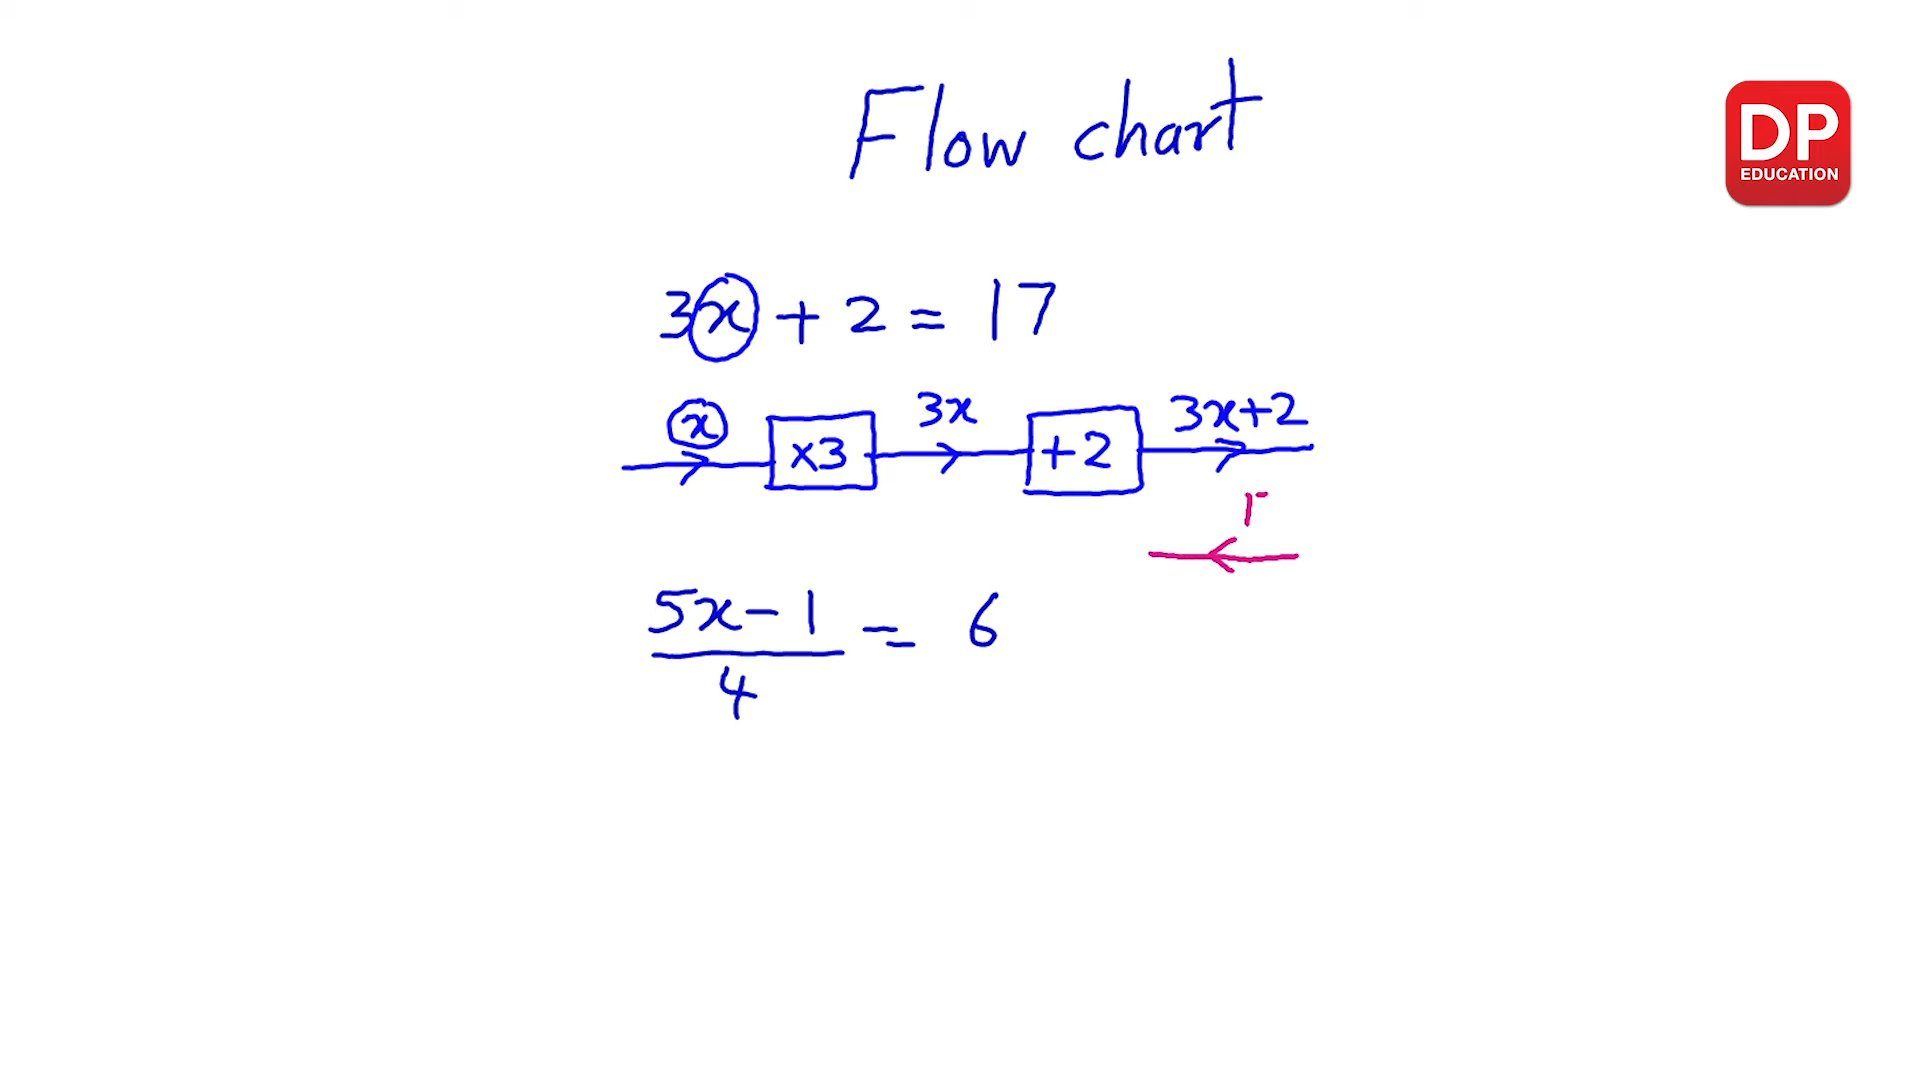 Flow chart
DP
EDUCATION
3x + 2 = 17
x ×3 3x +2 3x+2
5x - 1 = 6
4